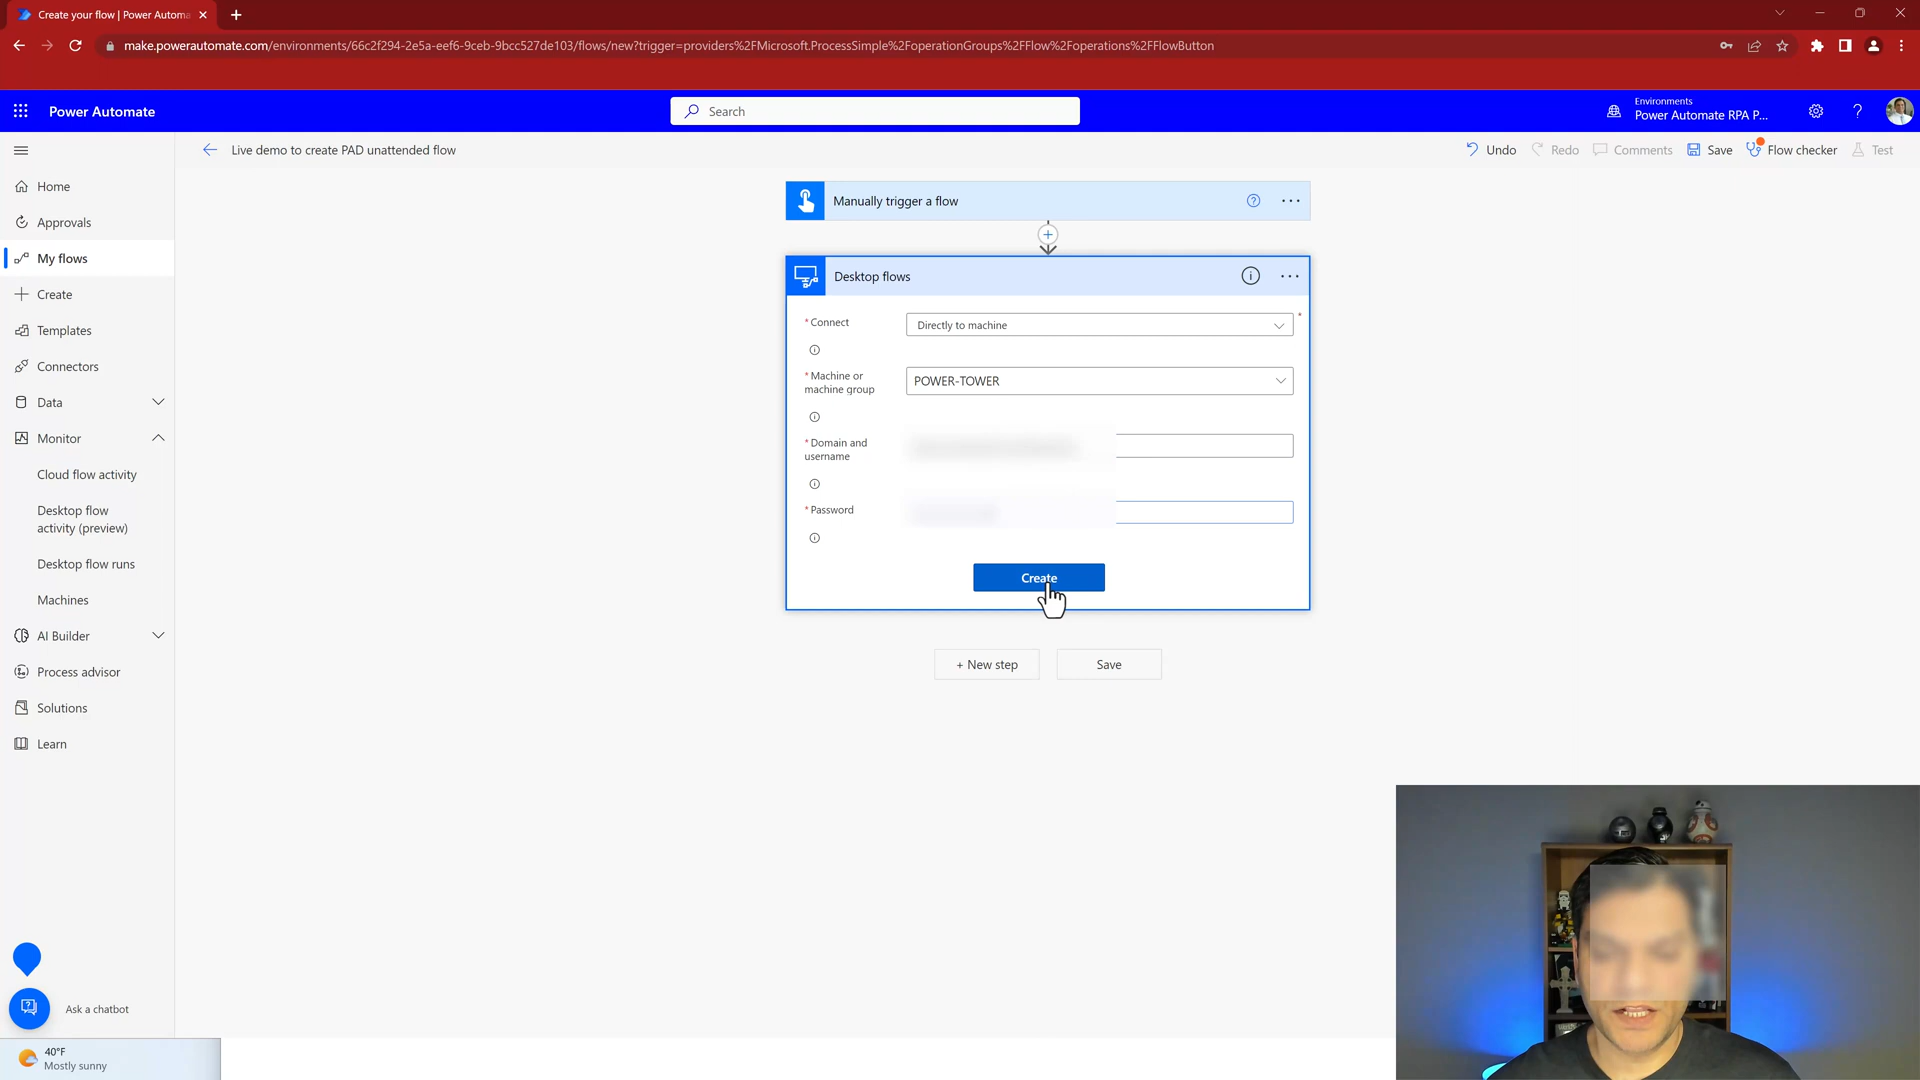 Create your flow | Power Automa
make.powerautomate.com/environments/66c2f294-2e5a-eef6-9ceb-9bcc527de103/flows/new?trigger=providers%2FMicrosoft.ProcessSimple%2FoperationGroups%2FFlow%2Foperations%2FFlowButton
Power Automate
Search
Environments
Power Automate RPA P...
Live demo to create PAD unattended flow
Undo
Redo
Comments
Save
Flow checker
Test
Home
Approvals
My flows
Create
Templates
Connectors
Data
Monitor
Cloud flow activity
Desktop flow
activity (preview)
Desktop flow runs
Machines
AI Builder
Process advisor
Solutions
Learn
Ask a chatbot
Manually trigger a flow
Desktop flows
* Connect
Directly to machine
*
* Machine or
machine group
POWER-TOWER
* Domain and
username
* Password
Create
+ New step
Save
40°F
Mostly sunny